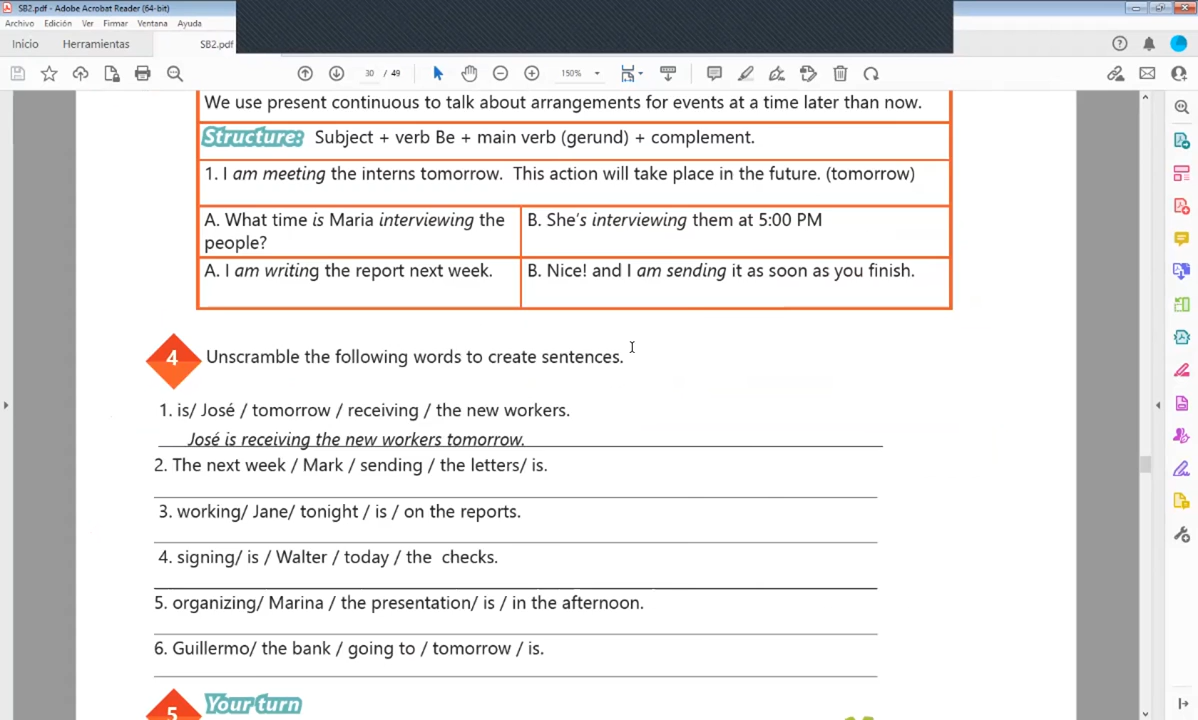 SB2.pdf - Adobe Acrobat Reader (64-bit)
Archivo Edición Ver Firmar Ventana Ayuda
Inicio Herramientas SB2.pdf
30 / 49 150%
We use present continuous to talk about arrangements for events at a time later than now.
Structure: Subject + verb Be + main verb (gerund) + complement.
1. I am meeting the interns tomorrow. This action will take place in the future. (tomorrow)
A. What time is Maria interviewing the people?
B. She's interviewing them at 5:00 PM
A. I am writing the report next week.
B. Nice! and I am sending it as soon as you finish.
4 Unscramble the following words to create sentences.
1. is/ José / tomorrow / receiving / the new workers.
José is receiving the new workers tomorrow.
2. The next week / Mark / sending / the letters/ is.
3. working/ Jane/ tonight / is / on the reports.
4. signing/ is / Walter / today / the checks.
5. organizing/ Marina / the presentation/ is / in the afternoon.
6. Guillermo/ the bank / going to / tomorrow / is.
5 Your turn